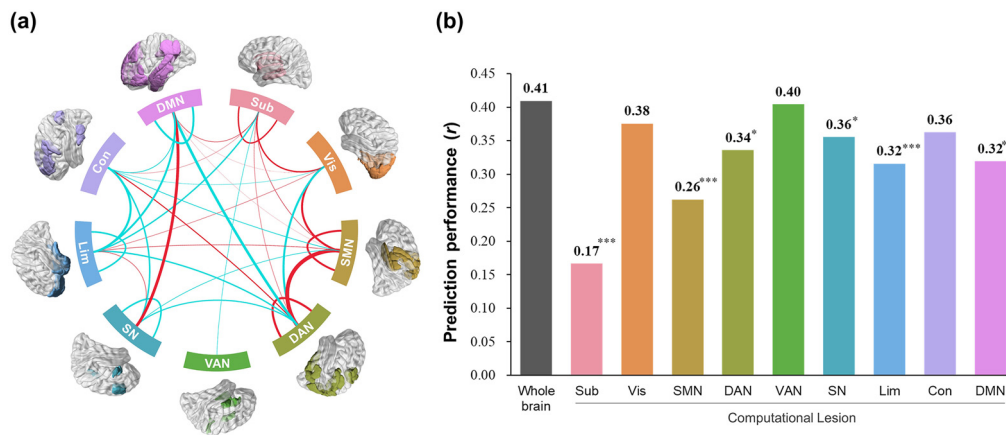 (a)
DMN
Sub
Con
Vis
Lim
SMN
SN
DAN
VAN
(b)
Prediction performance (r)
0.45
0.40
0.35
0.30
0.25
0.20
0.15
0.10
0.05
0.00
0.41
0.17***
0.38
0.26***
0.34*
0.40
0.36*
0.32***
0.36
0.32*
Whole brain
Sub
Vis
SMN
DAN
VAN
SN
Lim
Con
DMN
Computational Lesion